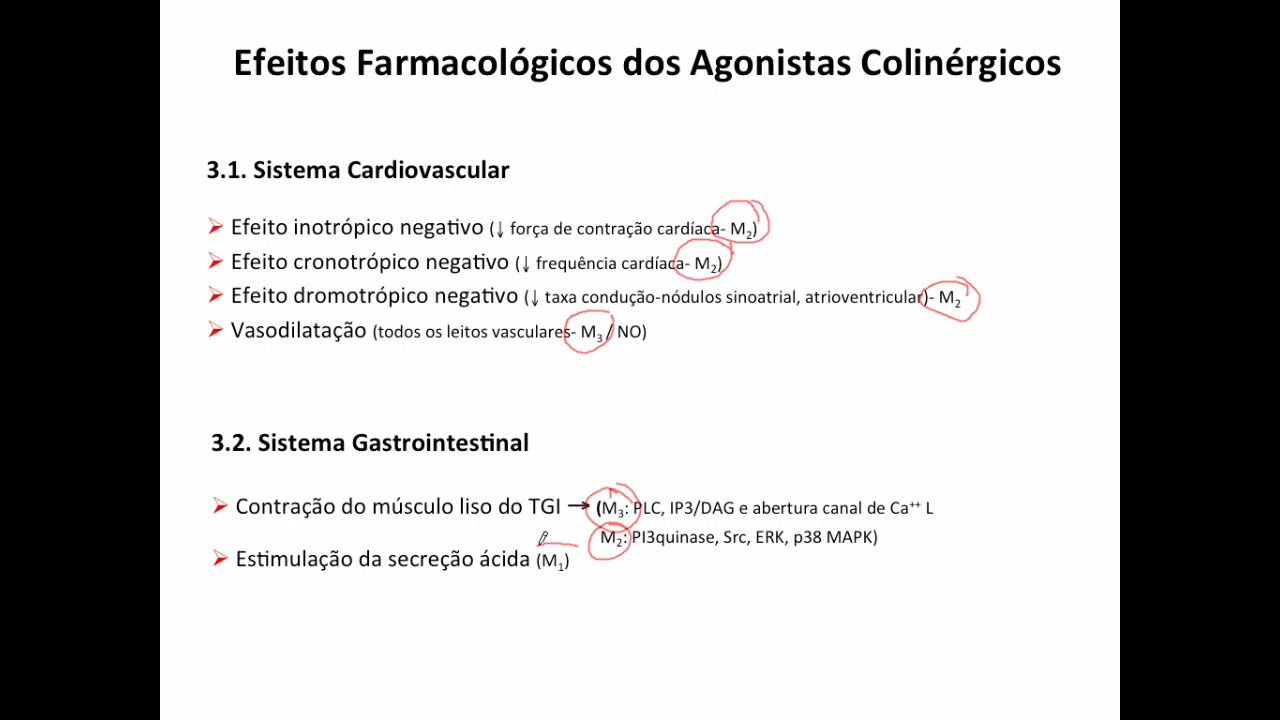 Efeitos Farmacológicos dos Agonistas Colinérgicos
3.1. Sistema Cardiovascular
➢ Efeito inotrópico negativo (↓ força de contração cardíaca- M₂)
➢ Efeito cronotrópico negativo (↓ frequência cardíaca- M₂)
➢ Efeito dromotrópico negativo (↓ taxa condução-nódulos sinoatrial, atrioventricular)- M₂
➢ Vasodilatação (todos os leitos vasculares- M₃ / NO)
3.2. Sistema Gastrointestinal
➢ Contração do músculo liso do TGI → (M₃: PLC, IP3/DAG e abertura canal de Ca⁺⁺ L
M₂: PI3quinase, Src, ERK, p38 MAPK)
➢ Estimulação da secreção ácida (M₁)